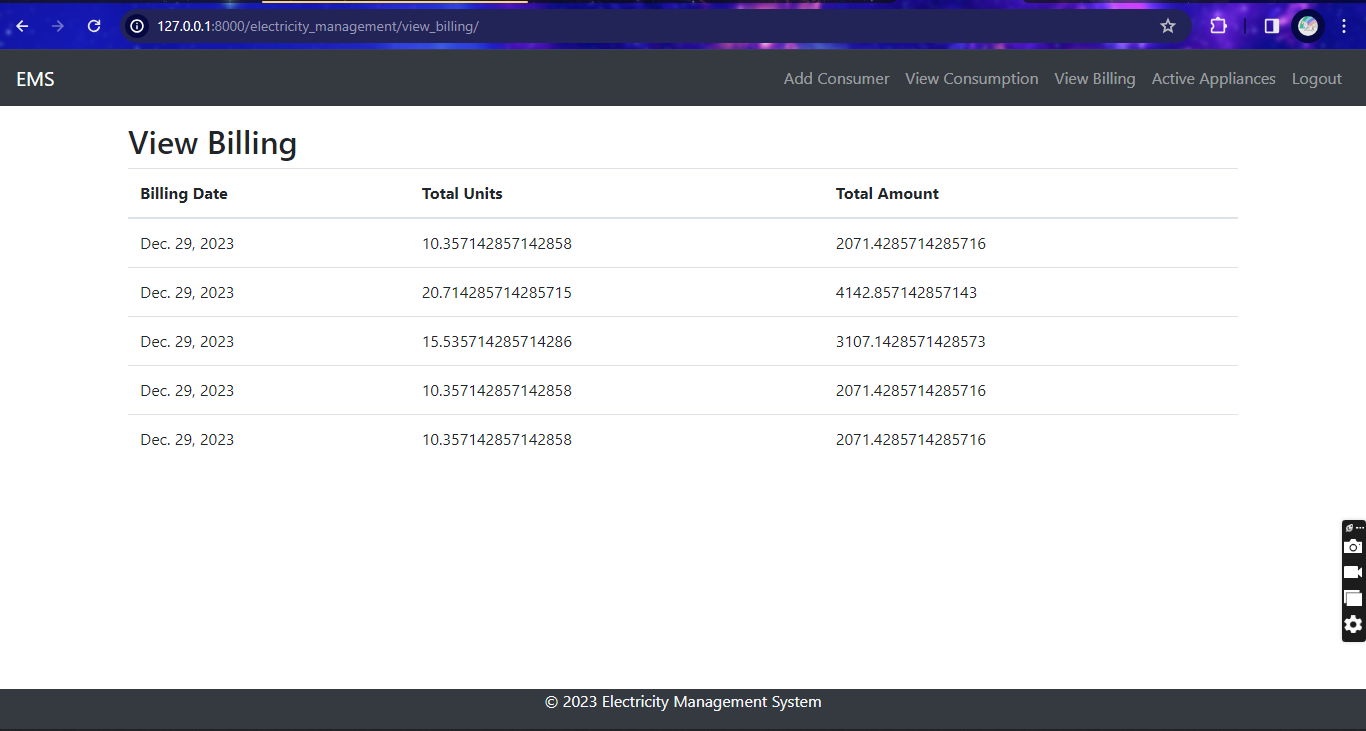 127.0.0.1:8000/electricity_management/view_billing/
EMS Add Consumer View Consumption View Billing Active Appliances Logout
View Billing
Billing Date Total Units Total Amount
Dec. 29, 2023 10.357142857142858 2071.4285714285716
Dec. 29, 2023 20.714285714285715 4142.857142857143
Dec. 29, 2023 15.535714285714286 3107.1428571428573
Dec. 29, 2023 10.357142857142858 2071.4285714285716
Dec. 29, 2023 10.357142857142858 2071.4285714285716
© 2023 Electricity Management System